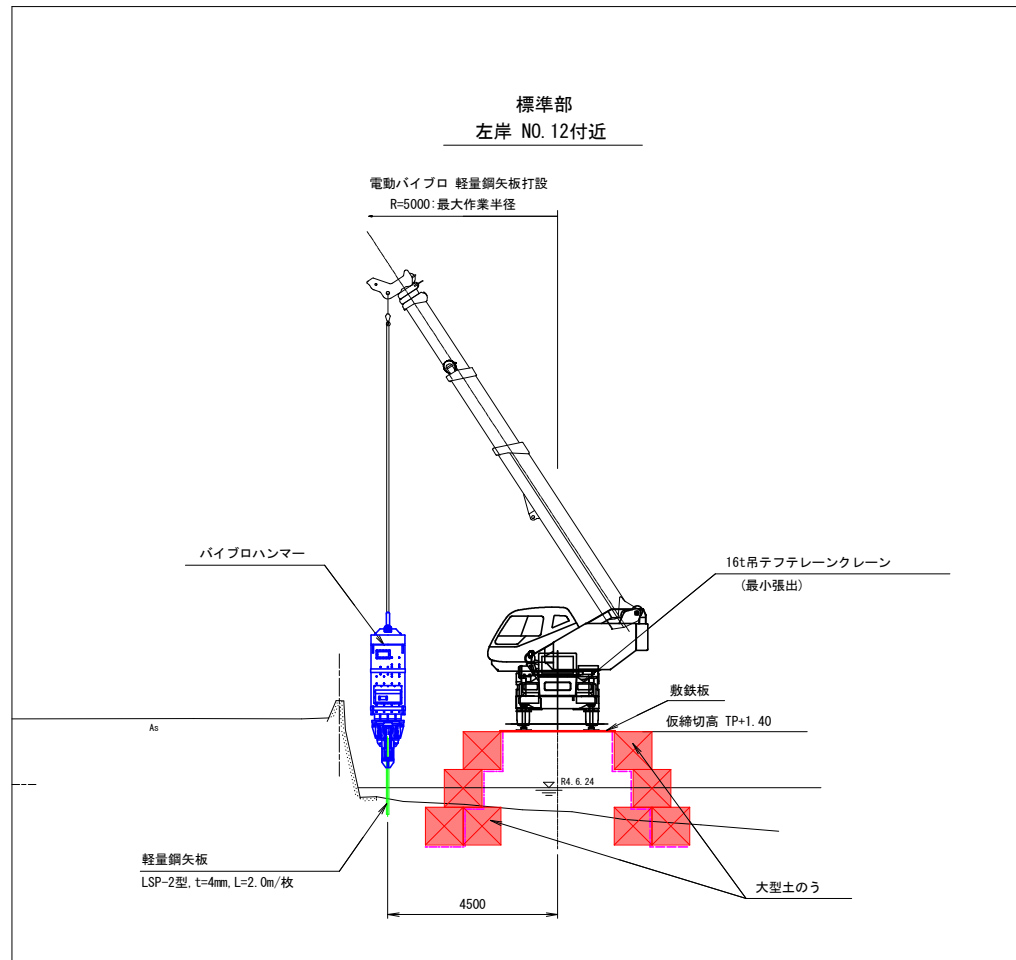 標準部
左岸 NO.12付近
電動バイブロ 軽量鋼矢板打設
R=5000:最大作業半径
バイブロハンマー
16t吊テフテレーンクレーン
(最小張出)
敷鉄板
仮締切高 TP+1.40
As
R4.6.24
軽量鋼矢板
LSP-2型, t=4mm, L=2.0m/枚
4500
大型土のう